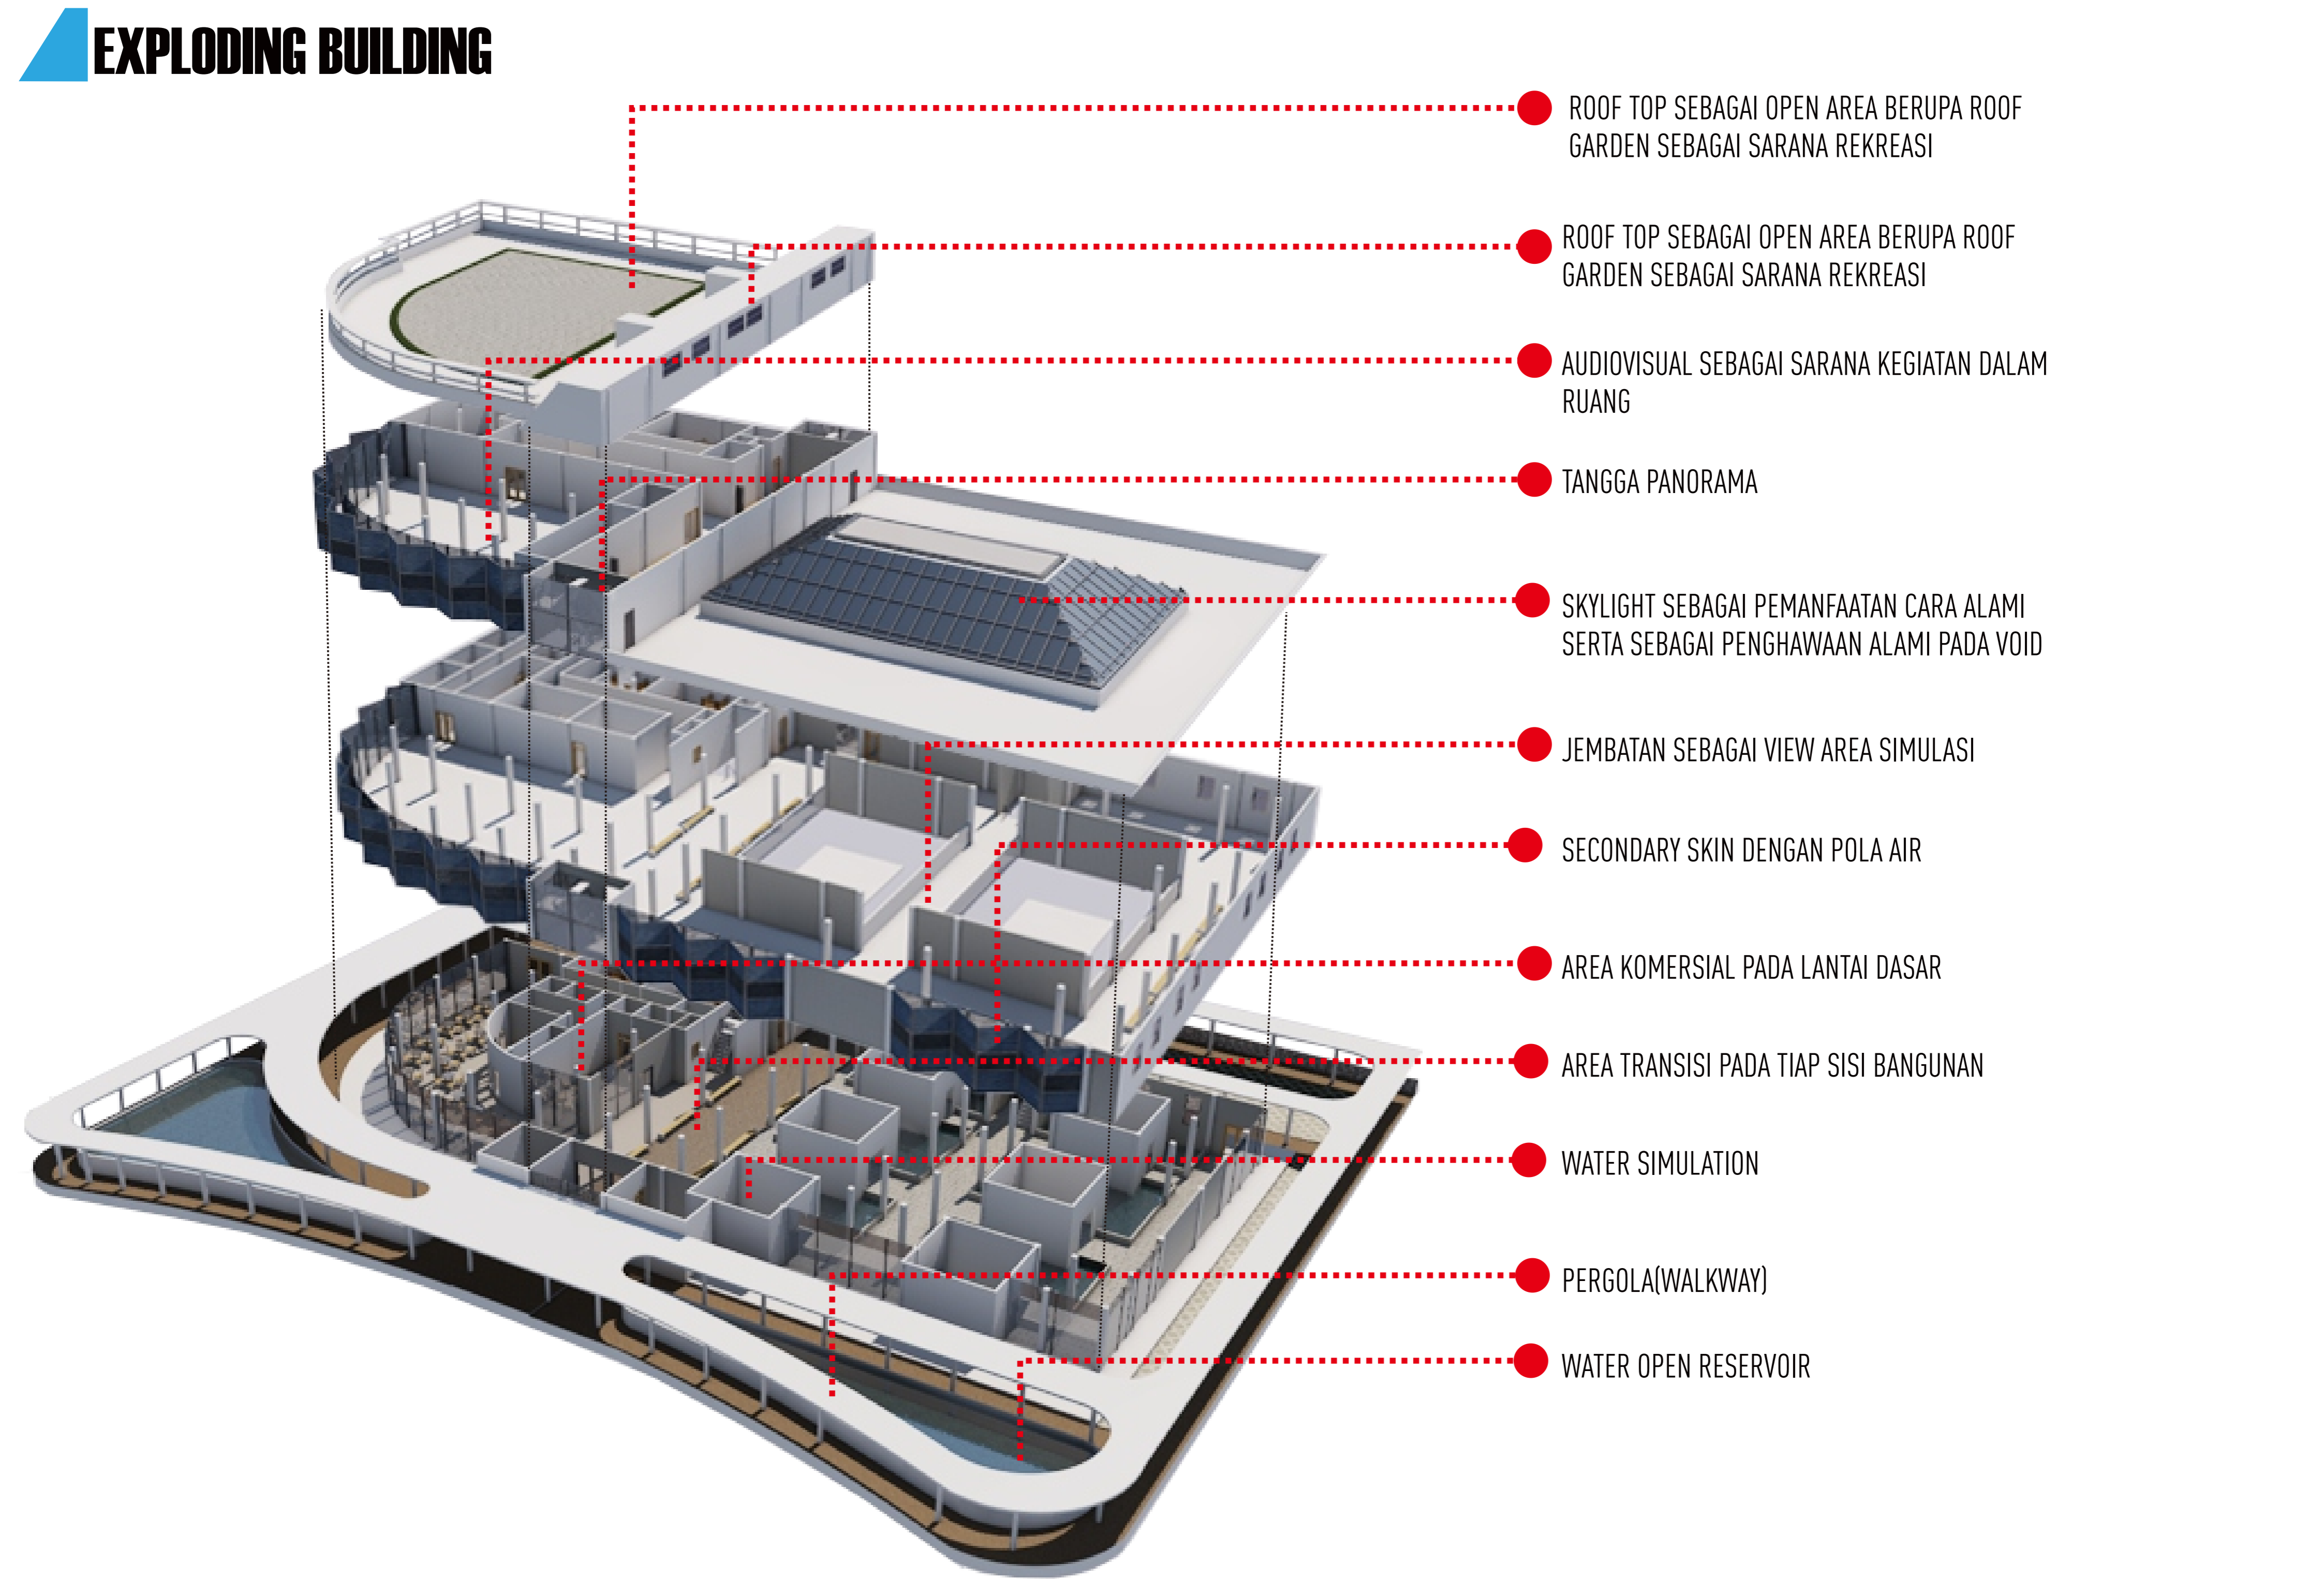 EXPLODING BUILDING
ROOF TOP SEBAGAI OPEN AREA BERUPA ROOF
GARDEN SEBAGAI SARANA REKREASI
ROOF TOP SEBAGAI OPEN AREA BERUPA ROOF
GARDEN SEBAGAI SARANA REKREASI
AUDIOVISUAL SEBAGAI SARANA KEGIATAN DALAM
RUANG
TANGGA PANORAMA
SKYLIGHT SEBAGAI PEMANFAATAN CARA ALAMI
SERTA SEBAGAI PENGHAWAAN ALAMI PADA VOID
JEMBATAN SEBAGAI VIEW AREA SIMULASI
SECONDARY SKIN DENGAN POLA AIR
AREA KOMERSIAL PADA LANTAI DASAR
AREA TRANSISI PADA TIAP SISI BANGUNAN
WATER SIMULATION
PERGOLA(WALKWAY)
WATER OPEN RESERVOIR